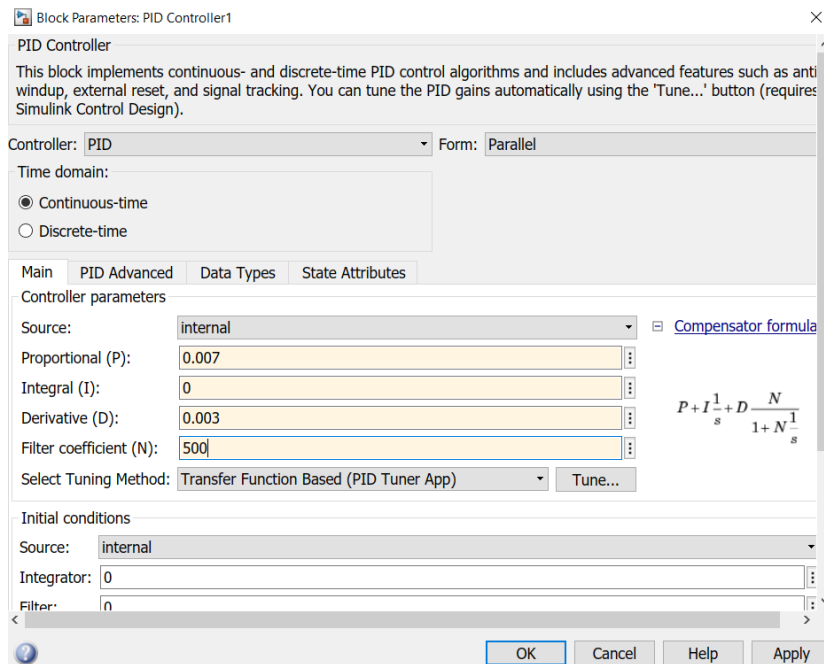 Block Parameters: PID Controller1
PID Controller
This block implements continuous- and discrete-time PID control algorithms and includes advanced features such as anti
windup, external reset, and signal tracking. You can tune the PID gains automatically using the 'Tune...' button (requires
Simulink Control Design).
Controller: PID Form: Parallel
Time domain:
Continuous-time
Discrete-time
Main PID Advanced Data Types State Attributes
Controller parameters
Source: internal Compensator formula
Proportional (P): 0.007
Integral (I): 0
Derivative (D): 0.003
P+I 1/s +D N/(1+N 1/s)
Filter coefficient (N): 500
Select Tuning Method: Transfer Function Based (PID Tuner App) Tune...
Initial conditions
Source: internal
Integrator: 0
Filter: 0
OK Cancel Help Apply